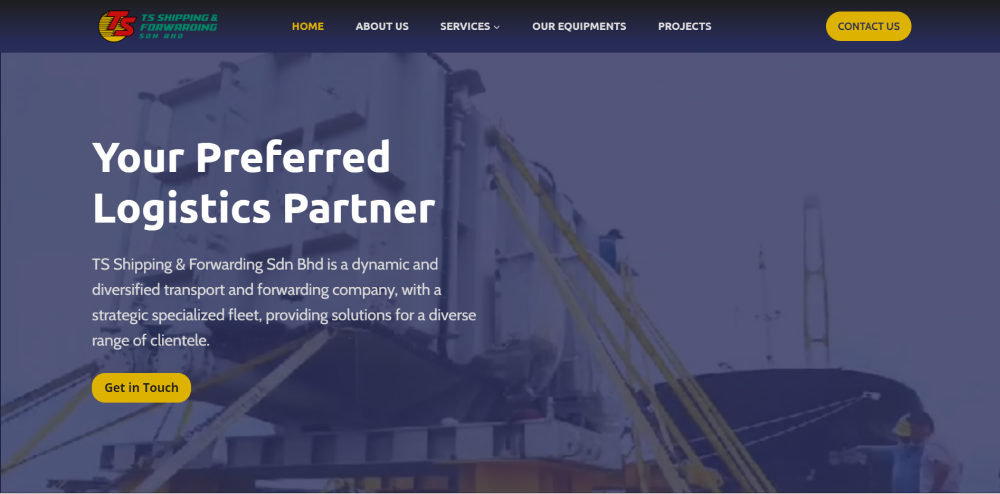 TS
TS SHIPPING &
FORWARDING
SDN BHD
HOME
ABOUT US
SERVICES
OUR EQUIPMENTS
PROJECTS
CONTACT US
Your Preferred
Logistics Partner
TS Shipping & Forwarding Sdn Bhd is a dynamic and
diversified transport and forwarding company, with a
strategic specialized fleet, providing solutions for a diverse
range of clientele.
Get in Touch